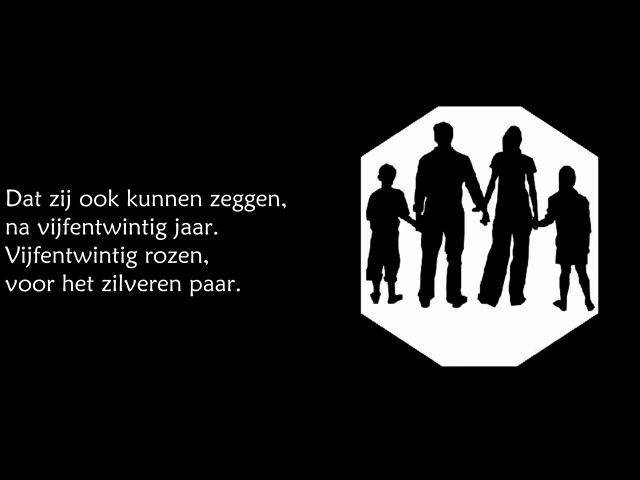 Dat zij ook kunnen zeggen,
na vijfentwintig jaar.
Vijfentwintig rozen,
voor het zilveren paar.